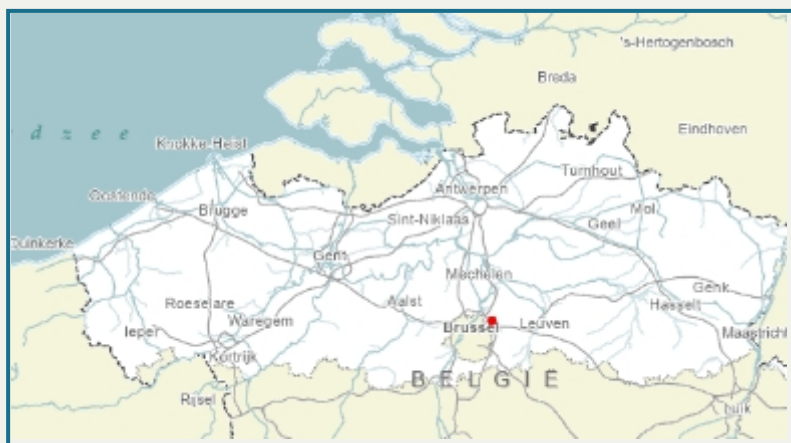 's-Hertogenbosch
Breda
Eindhoven
d z e e
Knokke-Heist
Turnhout
Oostende
Antwerpen
Brugge
Mol
Sint-Niklaas
Geel
Duinkerke
Gent
Mechelen
Genk
Roeselare
Aalst
Hasselt
Ieper
Waregem
Brussel
Leuven
Maastricht
Kortrijk
BELGIË
Rijsel
Luik